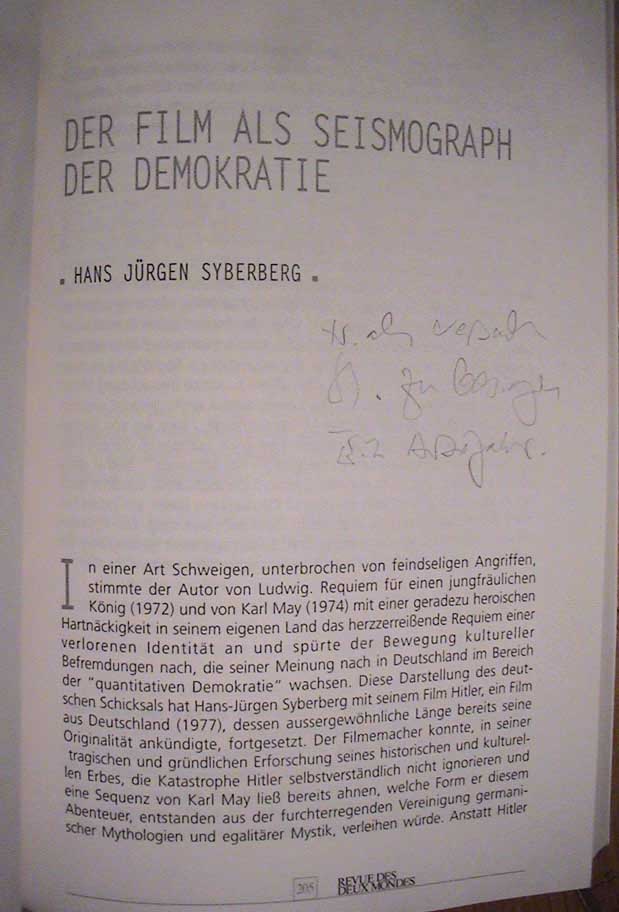 DER FILM ALS SEISMOGRAPH
DER DEMOKRATIE
. HANS JÜRGEN SYBERBERG .
zu
In einer Art Schweigen, unterbrochen von feindseligen Angriffen,
stimmte der Autor von Ludwig. Requiem für einen jungfräulichen
König (1972) und von Karl May (1974) mit einer geradezu heroischen
Hartnäckigkeit in seinem eigenen Land das herzzerreißende Requiem einer
verlorenen Identität an und spürte der Bewegung kultureller
Befremdungen nach, die seiner Meinung nach in Deutschland im Bereich
der "quantitativen Demokratie" wachsen. Diese Darstellung des deut-
schen Schicksals hat Hans-Jürgen Syberberg mit seinem Film Hitler, ein Film
aus Deutschland (1977), dessen aussergewöhnliche Länge bereits seine
Originalität ankündigte, fortgesetzt. Der Filmemacher konnte, in seiner
tragischen und gründlichen Erforschung seines historischen und kulturel-
len Erbes, die Katastrophe Hitler selbstverständlich nicht ignorieren und
eine Sequenz von Karl May ließ bereits ahnen, welche Form er diesem
Abenteuer, entstanden aus der furchterregenden Vereinigung germani-
scher Mythologien und egalitärer Mystik, verleihen würde. Anstatt Hitler
205
REVUE DES
DEUX MONDES